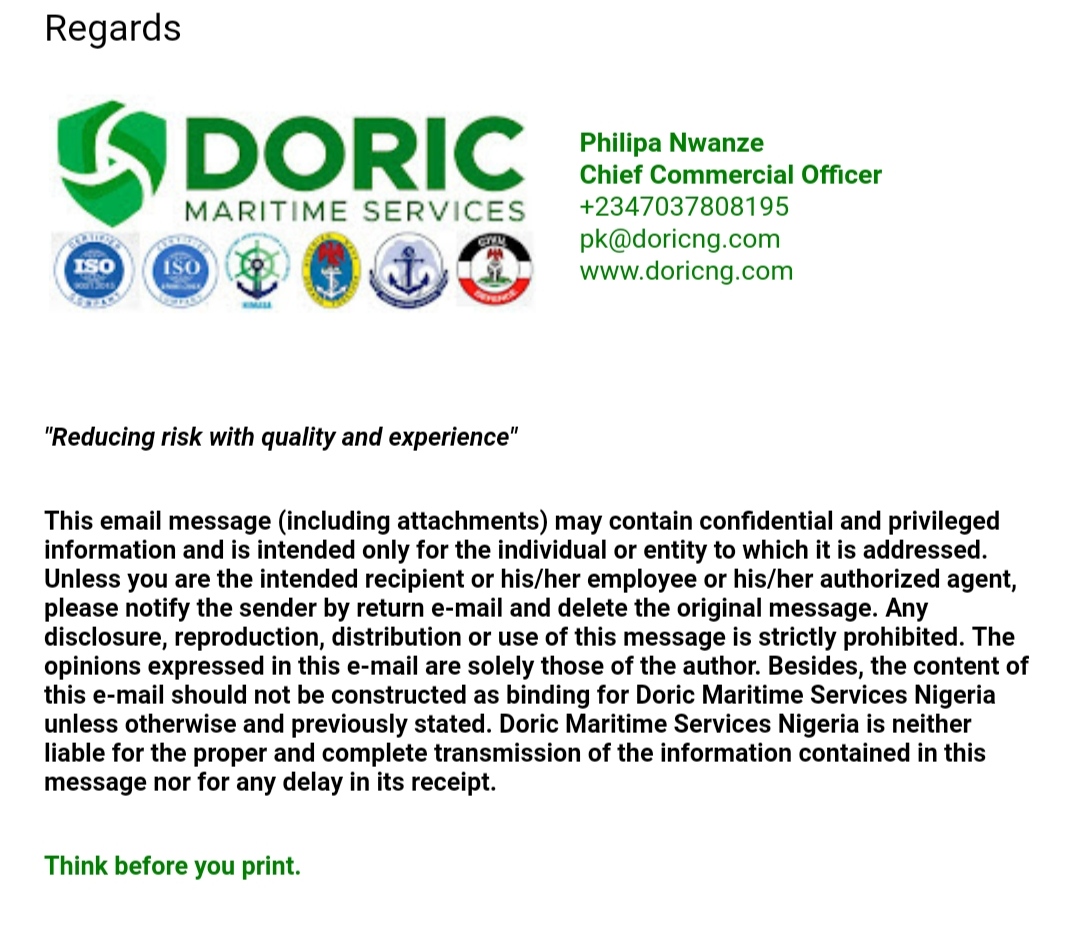 Regards
DORIC
MARITIME SERVICES
ISO
ISO
CIVIL
DEFENCE
Philipa Nwanze
Chief Commercial Officer
+2347037808195
pk@doricng.com
www.doricng.com
"Reducing risk with quality and experience"
This email message (including attachments) may contain confidential and privileged
information and is intended only for the individual or entity to which it is addressed.
Unless you are the intended recipient or his/her employee or his/her authorized agent,
please notify the sender by return e-mail and delete the original message. Any
disclosure, reproduction, distribution or use of this message is strictly prohibited. The
opinions expressed in this e-mail are solely those of the author. Besides, the content of
this e-mail should not be constructed as binding for Doric Maritime Services Nigeria
unless otherwise and previously stated. Doric Maritime Services Nigeria is neither
liable for the proper and complete transmission of the information contained in this
message nor for any delay in its receipt.
Think before you print.